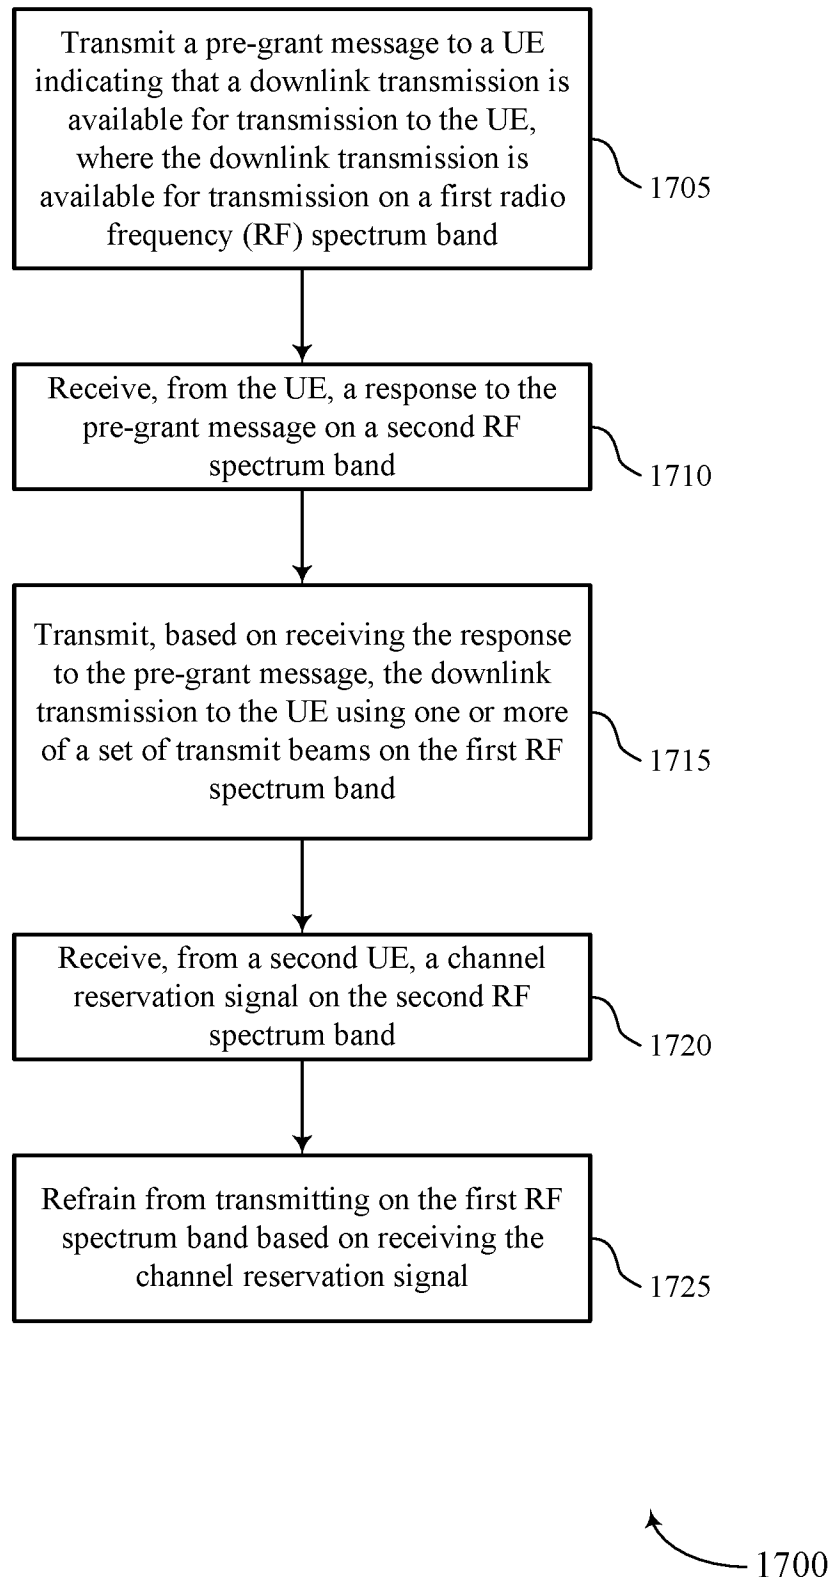 Transmit a pre-grant message to a UE
indicating that a downlink transmission is
available for transmission to the UE,
where the downlink transmission is
available for transmission on a first radio
frequency (RF) spectrum band
1705
Receive, from the UE, a response to the
pre-grant message on a second RF
spectrum band
1710
Transmit, based on receiving the response
to the pre-grant message, the downlink
transmission to the UE using one or more
of a set of transmit beams on the first RF
spectrum band
1715
Receive, from a second UE, a channel
reservation signal on the second RF
spectrum band
1720
Refrain from transmitting on the first RF
spectrum band based on receiving the
channel reservation signal
1725
1700